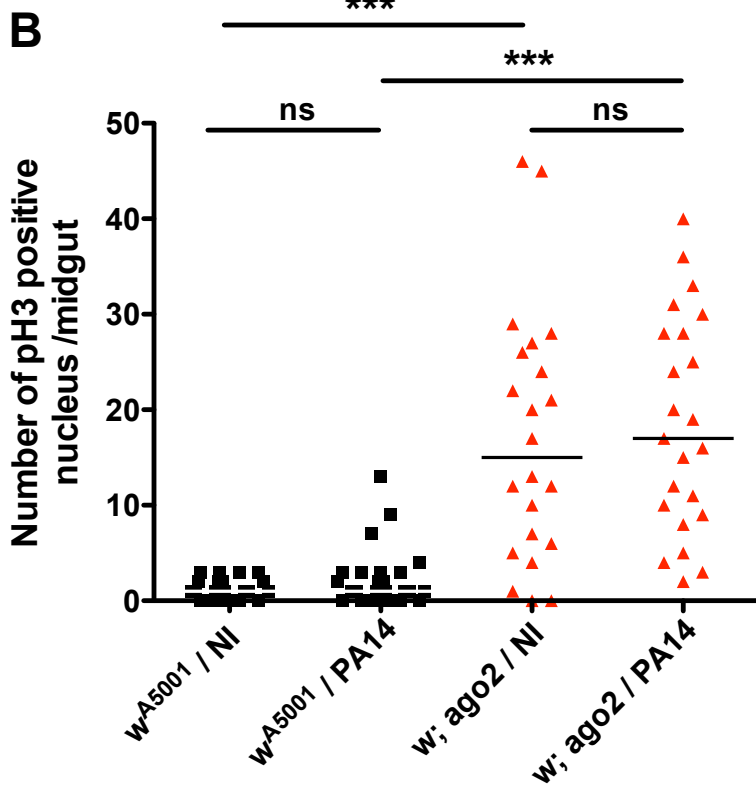 B
***
***
ns
ns
50
40
30
20
10
0
Number of pH3 positive
nucleus /midgut
wA5001 / NI
wA5001 / PA14
w; ago2 / NI
w; ago2 / PA14